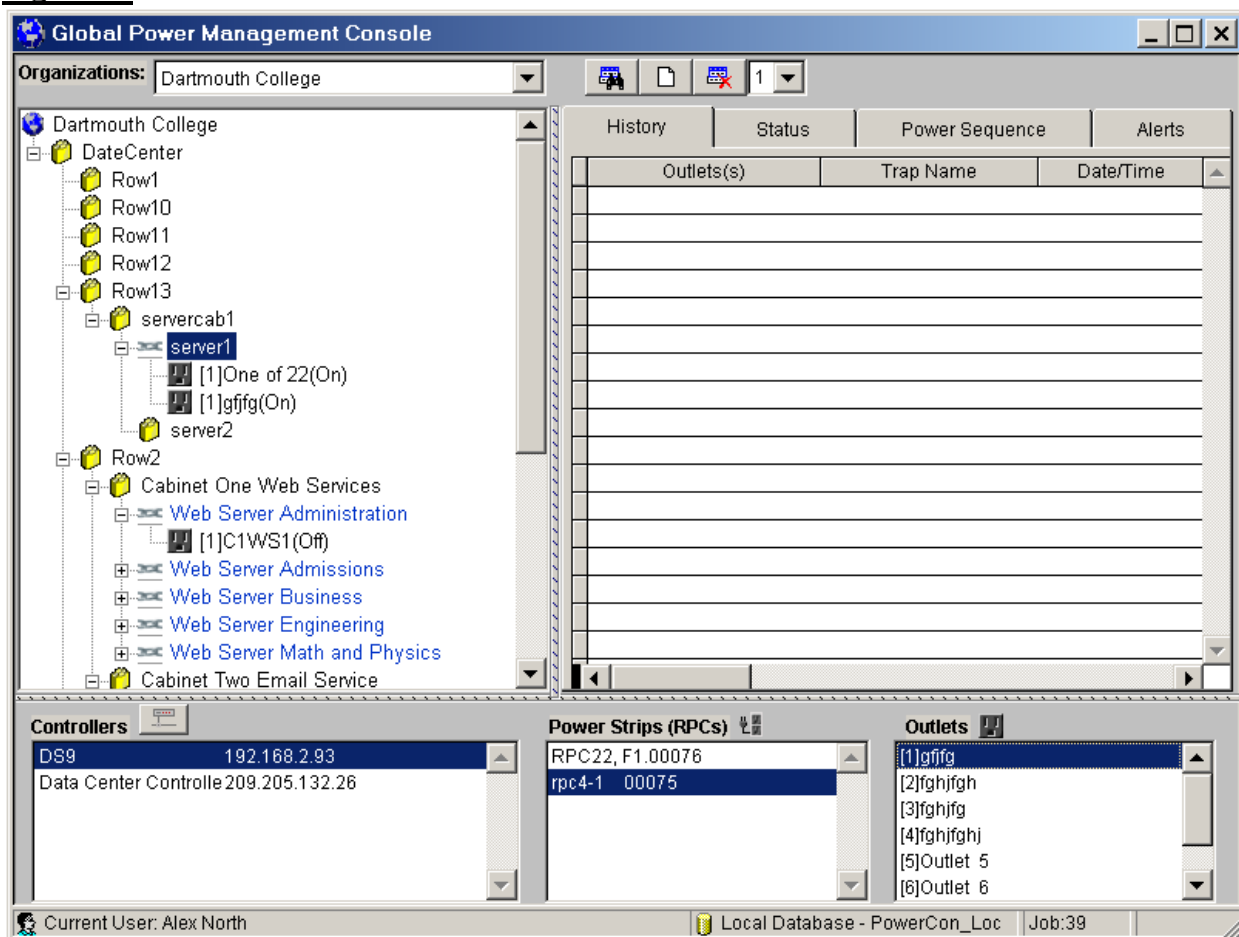 Global Power Management Console
Organizations: Dartmouth College
1
Dartmouth College
DateCenter
Row1
Row10
Row11
Row12
Row13
servercab1
server1
[1]One of 22(On)
[1]gfjfg(On)
server2
Row2
Cabinet One Web Services
Web Server Administration
[1]C1WS1(Off)
Web Server Admissions
Web Server Business
Web Server Engineering
Web Server Math and Physics
Cabinet Two Email Service
History Status Power Sequence Alerts
Outlets(s) Trap Name Date/Time
Controllers
DS9 192.168.2.93
Data Center Controlle 209.205.132.26
Power Strips (RPCs)
RPC22, F1.00076
rpc4-1 00075
Outlets
[1]gfjfg
[2]fghjfgh
[3]fghjfg
[4]fghjfghj
[5]Outlet 5
[6]Outlet 6
Current User: Alex North
Local Database - PowerCon_Loc
Job:39